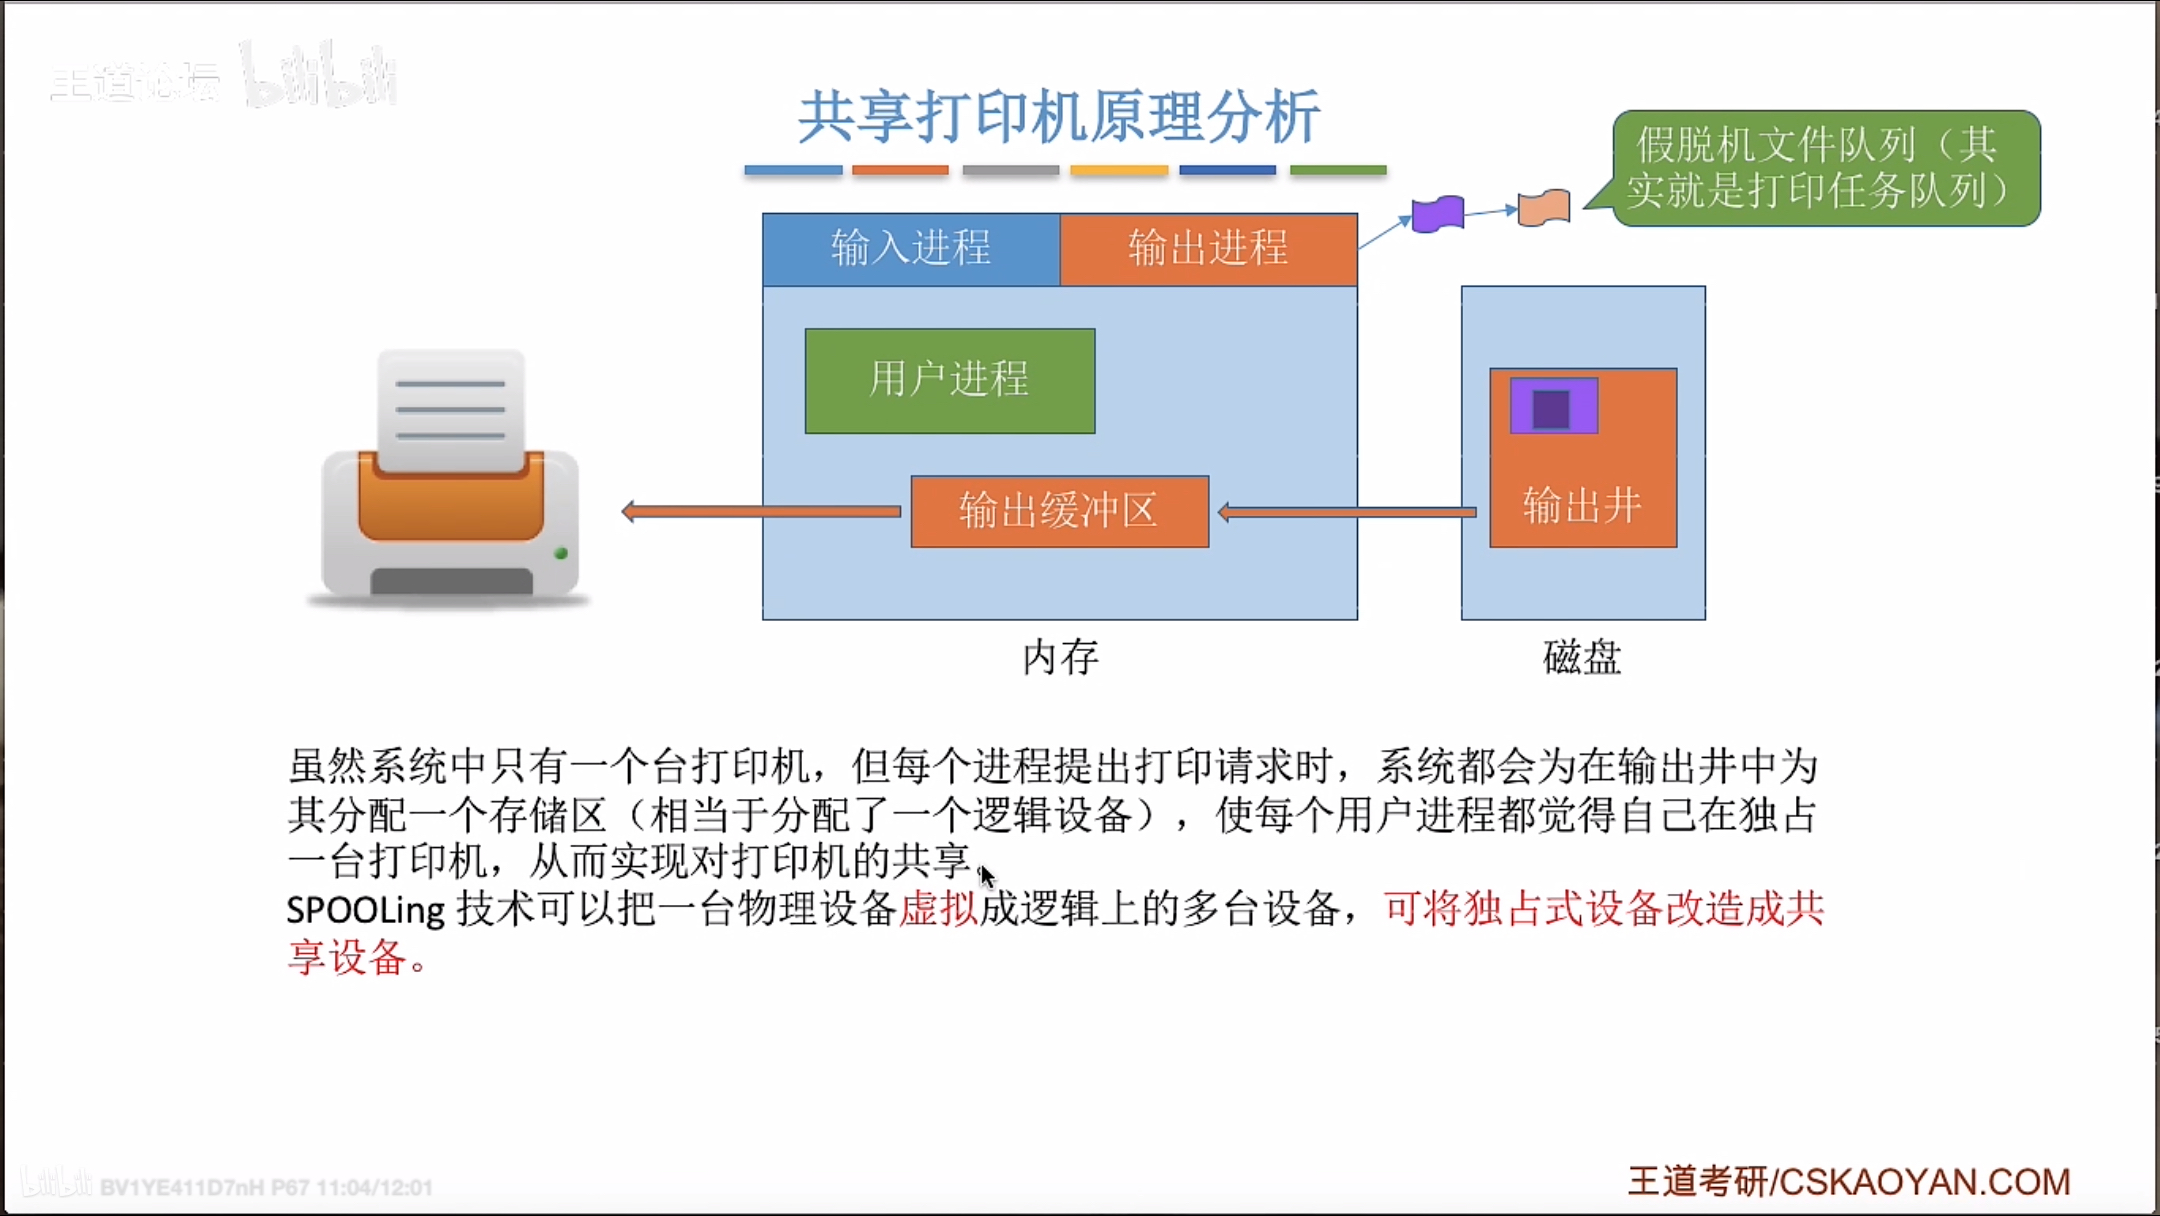 王道论坛 bilibili
共享打印机原理分析
假脱机文件队列（其
实就是打印任务队列）
输入进程
输出进程
用户进程
输出缓冲区
输出井
内存
磁盘
虽然系统中只有一个台打印机，但每个进程提出打印请求时，系统都会为在输出井中为
其分配一个存储区（相当于分配了一个逻辑设备），使每个用户进程都觉得自己在独占
一台打印机，从而实现对打印机的共享。
SPOOLing 技术可以把一台物理设备虚拟成逻辑上的多台设备，可将独占式设备改造成共
享设备。
bilibili BV1YE411D7nH P67 11:04/12:01
王道考研/CSKAOYAN.COM